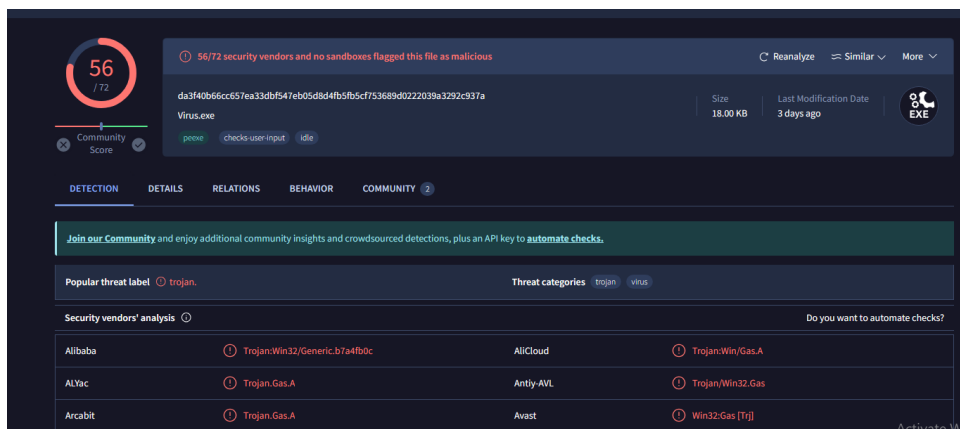 56
/ 72
Community
Score
56/72 security vendors and no sandboxes flagged this file as malicious
Reanalyze
Similar
More
da3f40b66cc657ea33dbf547eb05d8d4fb5fb5cf753689d0222039a3292c937a
Virus.exe
peexe checks-user-input idle
Size
18.00 KB
Last Modification Date
3 days ago
EXE
DETECTION DETAILS RELATIONS BEHAVIOR COMMUNITY 2
Join our Community and enjoy additional community insights and crowdsourced detections, plus an API key to automate checks.
Popular threat label trojan.
Threat categories trojan virus
Security vendors' analysis
Do you want to automate checks?
Alibaba Trojan:Win32/Generic.b7a4fb0c
AliCloud Trojan:Win/Gas.A
ALYac Trojan.Gas.A
Antiy-AVL Trojan/Win32.Gas
Arcabit Trojan.Gas.A
Avast Win32:Gas [Trj]
Activate W